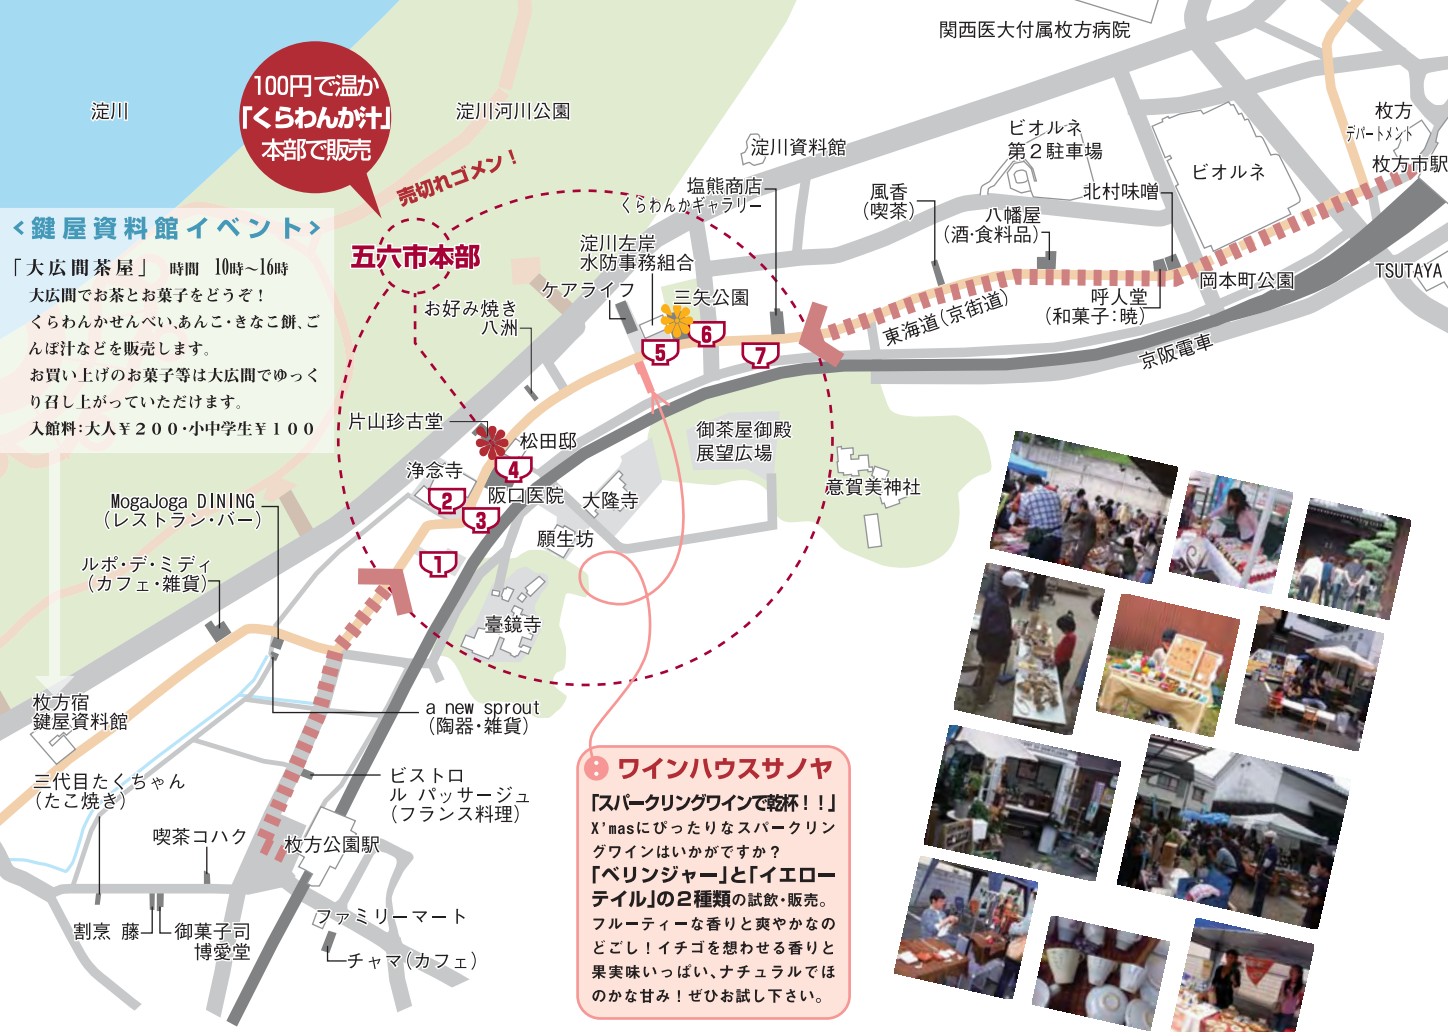 関西医大付属枚方病院
100円で温か
「くらわんが汁」
本部で販売
淀川
淀川河川公園
売切れゴメン！
枚方
デパートメント
枚方市駅
ビオルネ
第２駐車場
ビオルネ
淀川資料館
塩熊商店
くらわんかギャラリー
風香
（喫茶）
北村味噌
八幡屋
（酒・食料品）
＜鍵屋資料館イベント＞
「大広間茶屋」　時間　10時〜16時
大広間でお茶とお菓子をどうぞ！
くらわんかせんべい、あんこ・きなこ餅、ご
んぼ汁などを販売します。
お買い上げのお菓子等は大広間でゆっく
り召し上がっていただけます。
入館料：大人￥２００・小中学生￥１００
五六市本部
淀川左岸
水防事務組合
ケアライフ
三矢公園
お好み焼き
八洲
TSUTAYA
岡本町公園
呼人堂
（和菓子：暁）
東海道（京街道）
京阪電車
5
6
7
片山珍古堂
松田邸
御茶屋御殿
展望広場
浄念寺
4
2
阪口医院
3
大隆寺
意賀美神社
願生坊
1
MogaJoga DINING
（レストラン・バー）
ルポ・デ・ミディ
（カフェ・雑貨）
臺鏡寺
枚方宿
鍵屋資料館
a new sprout
（陶器・雑貨）
三代目たくちゃん
（たこ焼き）
ビストロ
ル パッサージュ
（フランス料理）
喫茶コハク
枚方公園駅
割烹 藤
御菓子司
博愛堂
ファミリーマート
チャマ（カフェ）
ワインハウスサノヤ
「スパークリングワインで乾杯！！」
X'masにぴったりなスパークリン
グワインはいかがですか？
「ベリンジャー」と「イエロー
テイル」の２種類の試飲・販売。
フルーティーな香りと爽やかなの
どごし！イチゴを想わせる香りと
果実味いっぱい、ナチュラルでほ
のかな甘み！ぜひお試し下さい。